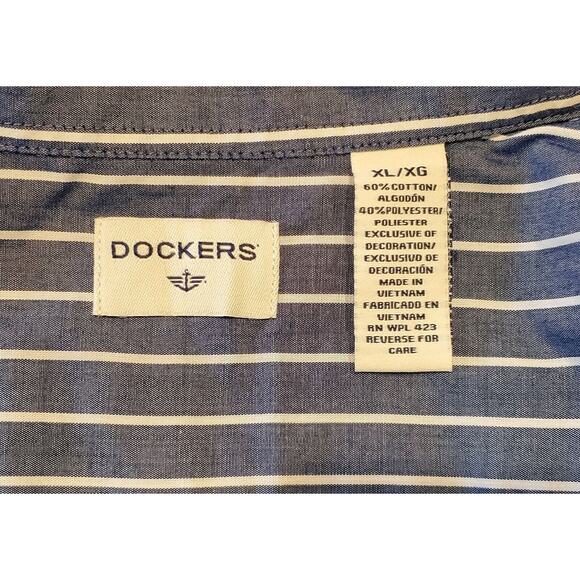 DOCKERS
XL/XG
60% COTTON/
ALGODÓN
40% POLYESTER/
POLIESTER
EXCLUSIVE OF
DECORATION/
EXCLUSIVO DE
DECORACIÓN
MADE IN
VIETNAM
FABRICADO EN
VIETNAM
RN WPL 423
REVERSE FOR
CARE